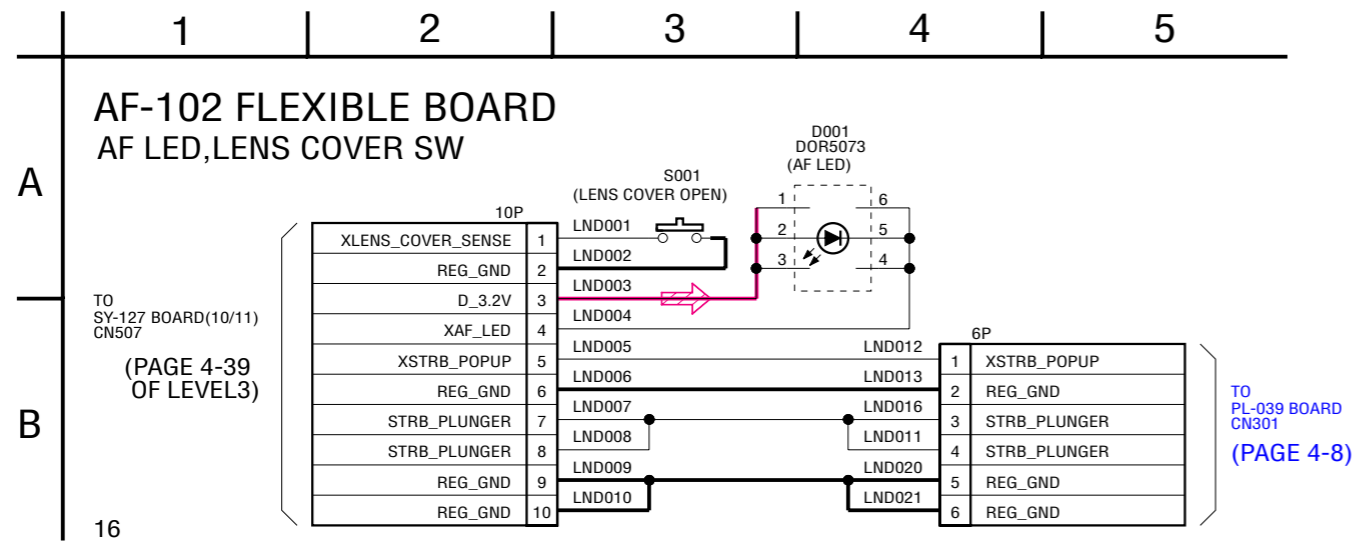 1 2 3 4 5
A
B
AF-102 FLEXIBLE BOARD
AF LED,LENS COVER SW
D001
DOR5073
(AF LED)
S001
(LENS COVER OPEN)
1 6
2 5
3 4
10P
XLENS_COVER_SENSE 1 LND001
REG_GND 2 LND002
D_3.2V 3 LND003
XAF_LED 4 LND004
XSTRB_POPUP 5 LND005
REG_GND 6 LND006
STRB_PLUNGER 7 LND007
STRB_PLUNGER 8 LND008
REG_GND 9 LND009
REG_GND 10 LND010
TO
SY-127 BOARD(10/11)
CN507
(PAGE 4-39
OF LEVEL3)
6P
LND012 1 XSTRB_POPUP
LND013 2 REG_GND
LND016 3 STRB_PLUNGER
LND011 4 STRB_PLUNGER
LND020 5 REG_GND
LND021 6 REG_GND
TO
PL-039 BOARD
CN301
(PAGE 4-8)
16